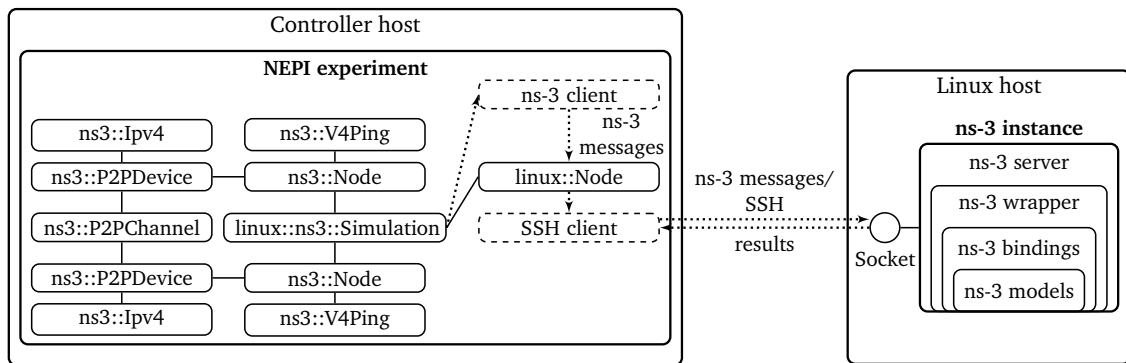 Controller host
NEPI experiment
ns3::Ipv4
ns3::P2PDevice
ns3::P2PChannel
ns3::P2PDevice
ns3::Ipv4
ns3::V4Ping
ns3::Node
linux::ns3::Simulation
ns3::Node
ns3::V4Ping
ns-3 client
ns-3
messages
linux::Node
SSH client
ns-3 messages/
SSH
results
Linux host
ns-3 instance
ns-3 server
ns-3 wrapper
ns-3 bindings
ns-3 models
Socket